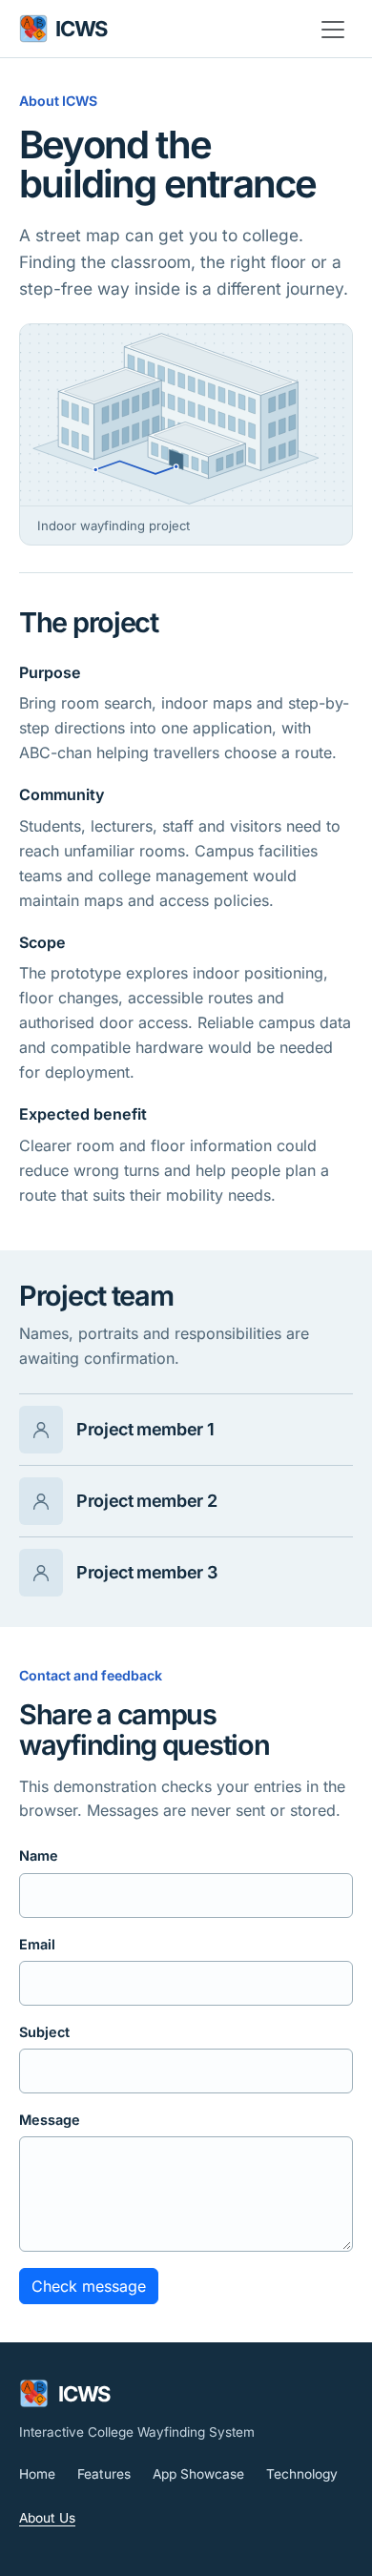 ICWS
About ICWS
Beyond the
building entrance
A street map can get you to college.
Finding the classroom, the right floor or a
step-free way inside is a different journey.
Indoor wayfinding project
The project
Purpose
Bring room search, indoor maps and step-by-
step directions into one application, with
ABC-chan helping travellers choose a route.
Community
Students, lecturers, staff and visitors need to
reach unfamiliar rooms. Campus facilities
teams and college management would
maintain maps and access policies.
Scope
The prototype explores indoor positioning,
floor changes, accessible routes and
authorised door access. Reliable campus data
and compatible hardware would be needed
for deployment.
Expected benefit
Clearer room and floor information could
reduce wrong turns and help people plan a
route that suits their mobility needs.
Project team
Names, portraits and responsibilities are
awaiting confirmation.
Project member 1
Project member 2
Project member 3
Contact and feedback
Share a campus
wayfinding question
This demonstration checks your entries in the
browser. Messages are never sent or stored.
Name
Email
Subject
Message
Check message
ICWS
Interactive College Wayfinding System
Home Features App Showcase Technology
About Us